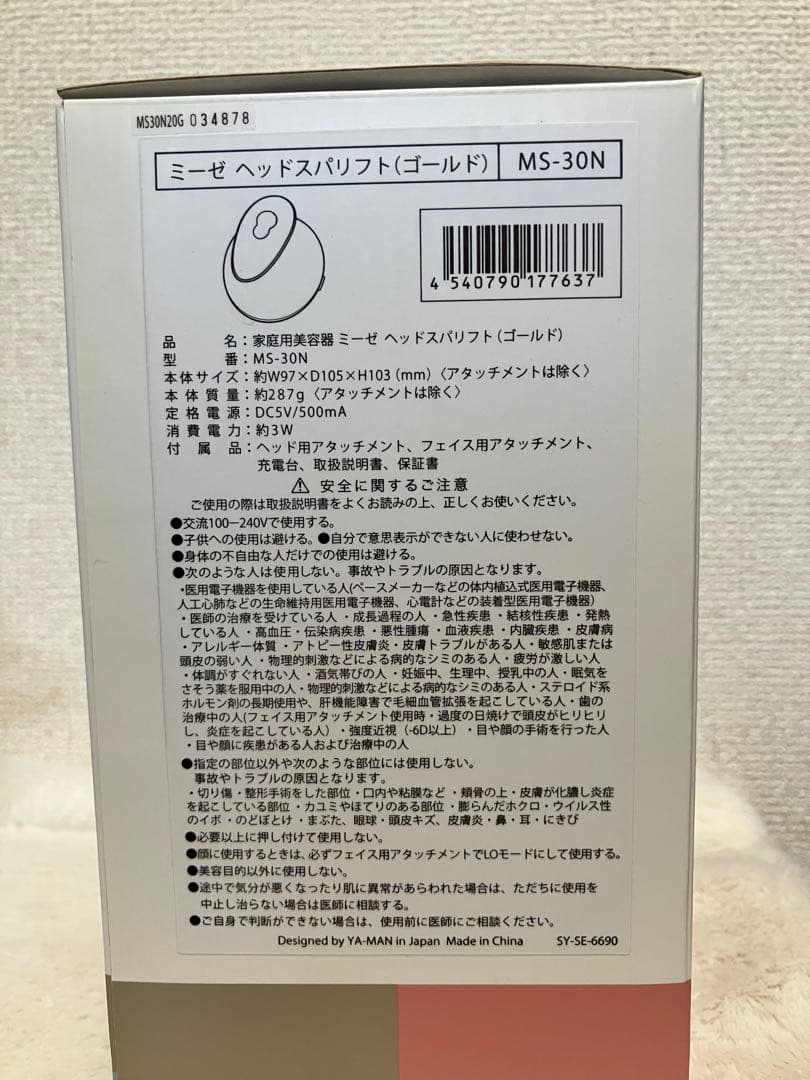 MS30N20G 034878
ミーゼ ヘッドスパリフト(ゴールド) MS-30N
4 540790 177637
品 名：家庭用美容器 ミーゼ ヘッドスパリフト(ゴールド)
型 番：MS-30N
本体サイズ：約W97×D105×H103(mm)〈アタッチメントは除く〉
本体質量：約287g〈アタッチメントは除く〉
定格電源：DC5V/500mA
消費電力：約3W
付 属 品：ヘッド用アタッチメント、フェイス用アタッチメント、
充電台、取扱説明書、保証書
⚠ 安全に関するご注意
ご使用の際は取扱説明書をよくお読みの上、正しくお使いください。
●交流100ー240Vで使用する。
●子供への使用は避ける。●自分で意思表示ができない人に使わせない。
●身体の不自由な人だけでの使用は避ける。
●次のような人は使用しない。事故やトラブルの原因となります。
・医用電子機器を使用している人(ペースメーカーなどの体内植込式医用電子機器、
人工心肺などの生命維持用医用電子機器、心電計などの装着型医用電子機器)
・医師の治療を受けている人 ・成長過程の人 ・急性疾患 ・結核性疾患 ・発熱
している人 ・高血圧・伝染病疾患 ・悪性腫瘍 ・血液疾患 ・内臓疾患 ・皮膚病
・アレルギー体質 ・アトピー性皮膚炎・皮膚トラブルがある人・敏感肌または
頭皮の弱い人 ・物理的刺激などによる病的なシミのある人・疲労が激しい人
・体調がすぐれない人 ・酒気帯びの人 ・妊娠中、生理中、授乳中の人・眠気を
さそう薬を服用中の人・物理的刺激などによる病的なシミのある人・ステロイド系
ホルモン剤の長期使用や、肝機能障害で毛細血管拡張を起こしている人・歯の
治療中の人(フェイス用アタッチメント使用時・過度の日焼けで頭皮がヒリヒリ
し、炎症を起こしている人）・強度近視(-6D以上)・目や顔の手術を行った人
・目や顔に疾患がある人および治療中の人
●指定の部位以外や次のような部位には使用しない。
事故やトラブルの原因となります。
・切り傷・整形手術をした部位・口内や粘膜など・頬骨の上・皮膚が化膿し炎症
を起こしている部位・カユミやほてりのある部位・膨らんだホクロ・ウイルス性
のイボ・のどぼとけ・まぶた、眼球・頭皮キズ、皮膚炎・鼻・耳・にきび
●必要以上に押し付けて使用しない。
●顔に使用するときは、必ずフェイス用アタッチメントでLOモードにして使用する。
●美容目的以外に使用しない。
●途中で気分が悪くなったり肌に異常があらわれた場合は、ただちに使用を
中止し治らない場合は医師に相談する。
●ご自身で判断ができない場合は、使用前に医師にご相談ください。
Designed by YA-MAN in Japan Made in China SY-SE-6690